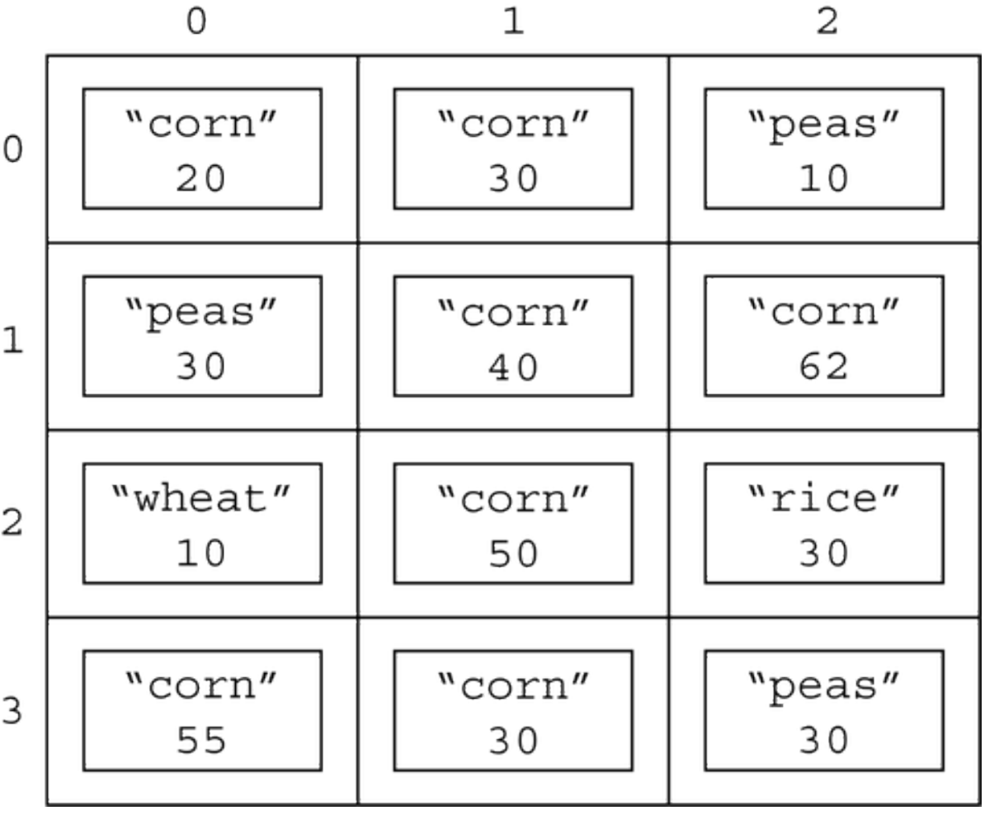 0 1 2
0 "corn" "corn" "peas"
20 30 10
1 "peas" "corn" "corn"
30 40 62
2 "wheat" "corn" "rice"
10 50 30
3 "corn" "corn" "peas"
55 30 30